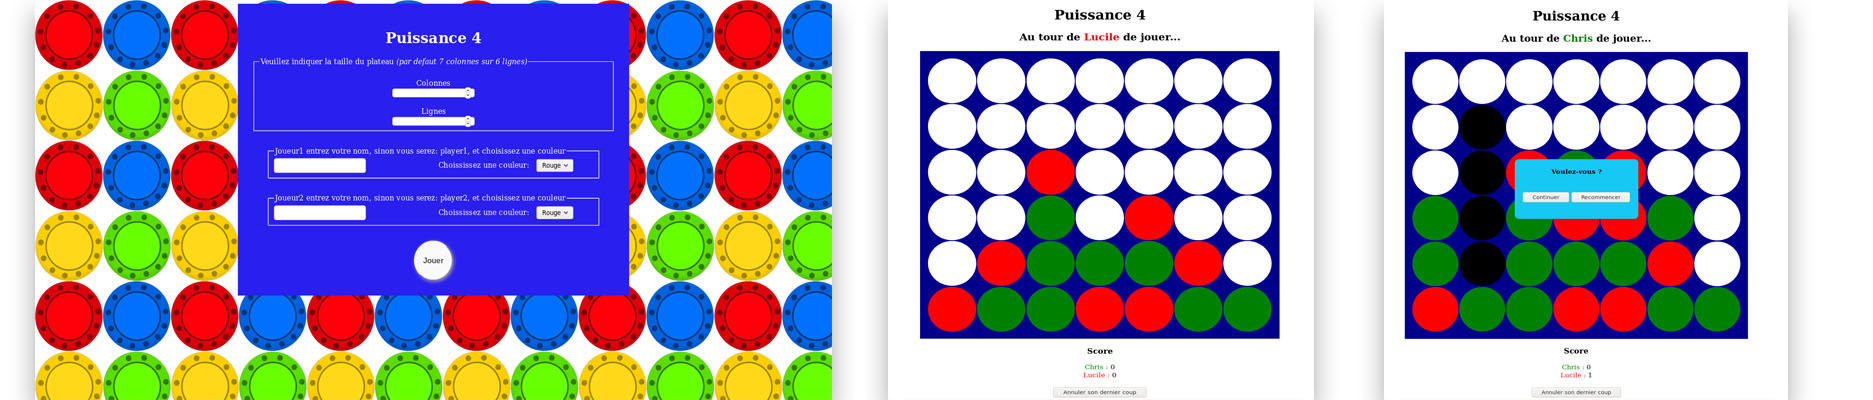 Puissance 4
Veuillez indiquer la taille du plateau (par defaut 7 colonnes sur 6 lignes)
Colonnes
Lignes
Joueur1 entrez votre nom, sinon vous serez: player1, et choisissez une couleur
Choississez une couleur: Rouge
Joueur2 entrez votre nom, sinon vous serez: player2, et choisissez une couleur
Choississez une couleur: Rouge
Jouer
Puissance 4
Au tour de Lucile de jouer...
Score
Chris : 0
Lucile : 0
Annuler son dernier coup
Puissance 4
Au tour de Chris de jouer...
Voulez-vous ?
Continuer Recommencer
Score
Chris : 0
Lucile : 1
Annuler son dernier coup